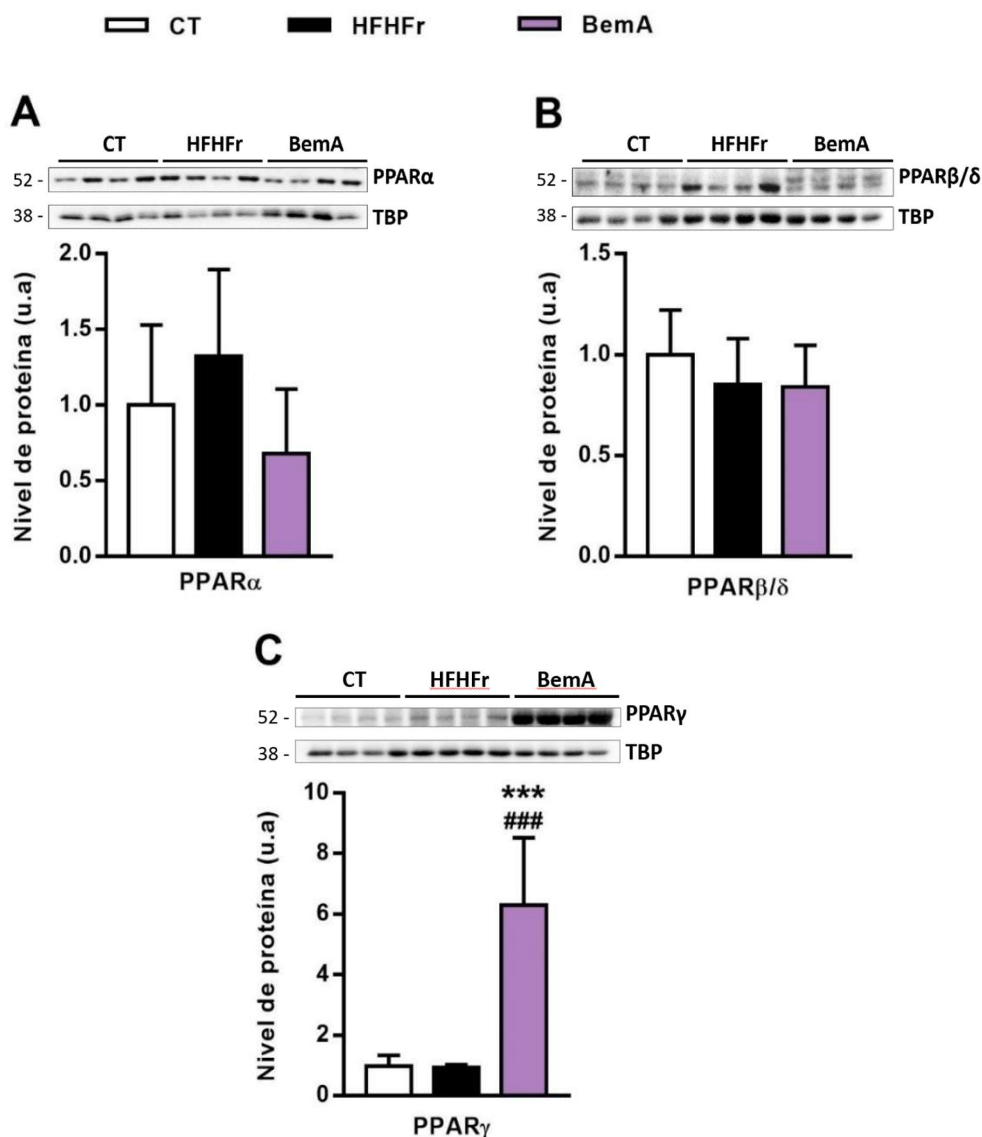 CT HFHFr BemA
A
CT HFHFr BemA
52 - PPARα
38 - TBP
Nivel de proteína (u.a)
2.0
1.5
1.0
0.5
0.0
PPARα
B
CT HFHFr BemA
52 - PPARβ/δ
38 - TBP
Nivel de proteína (u.a)
1.5
1.0
0.5
0.0
PPARβ/δ
C
CT HFHFr BemA
52 - PPARγ
38 - TBP
Nivel de proteína (u.a)
10
8
6
4
2
0
***
###
PPARγ